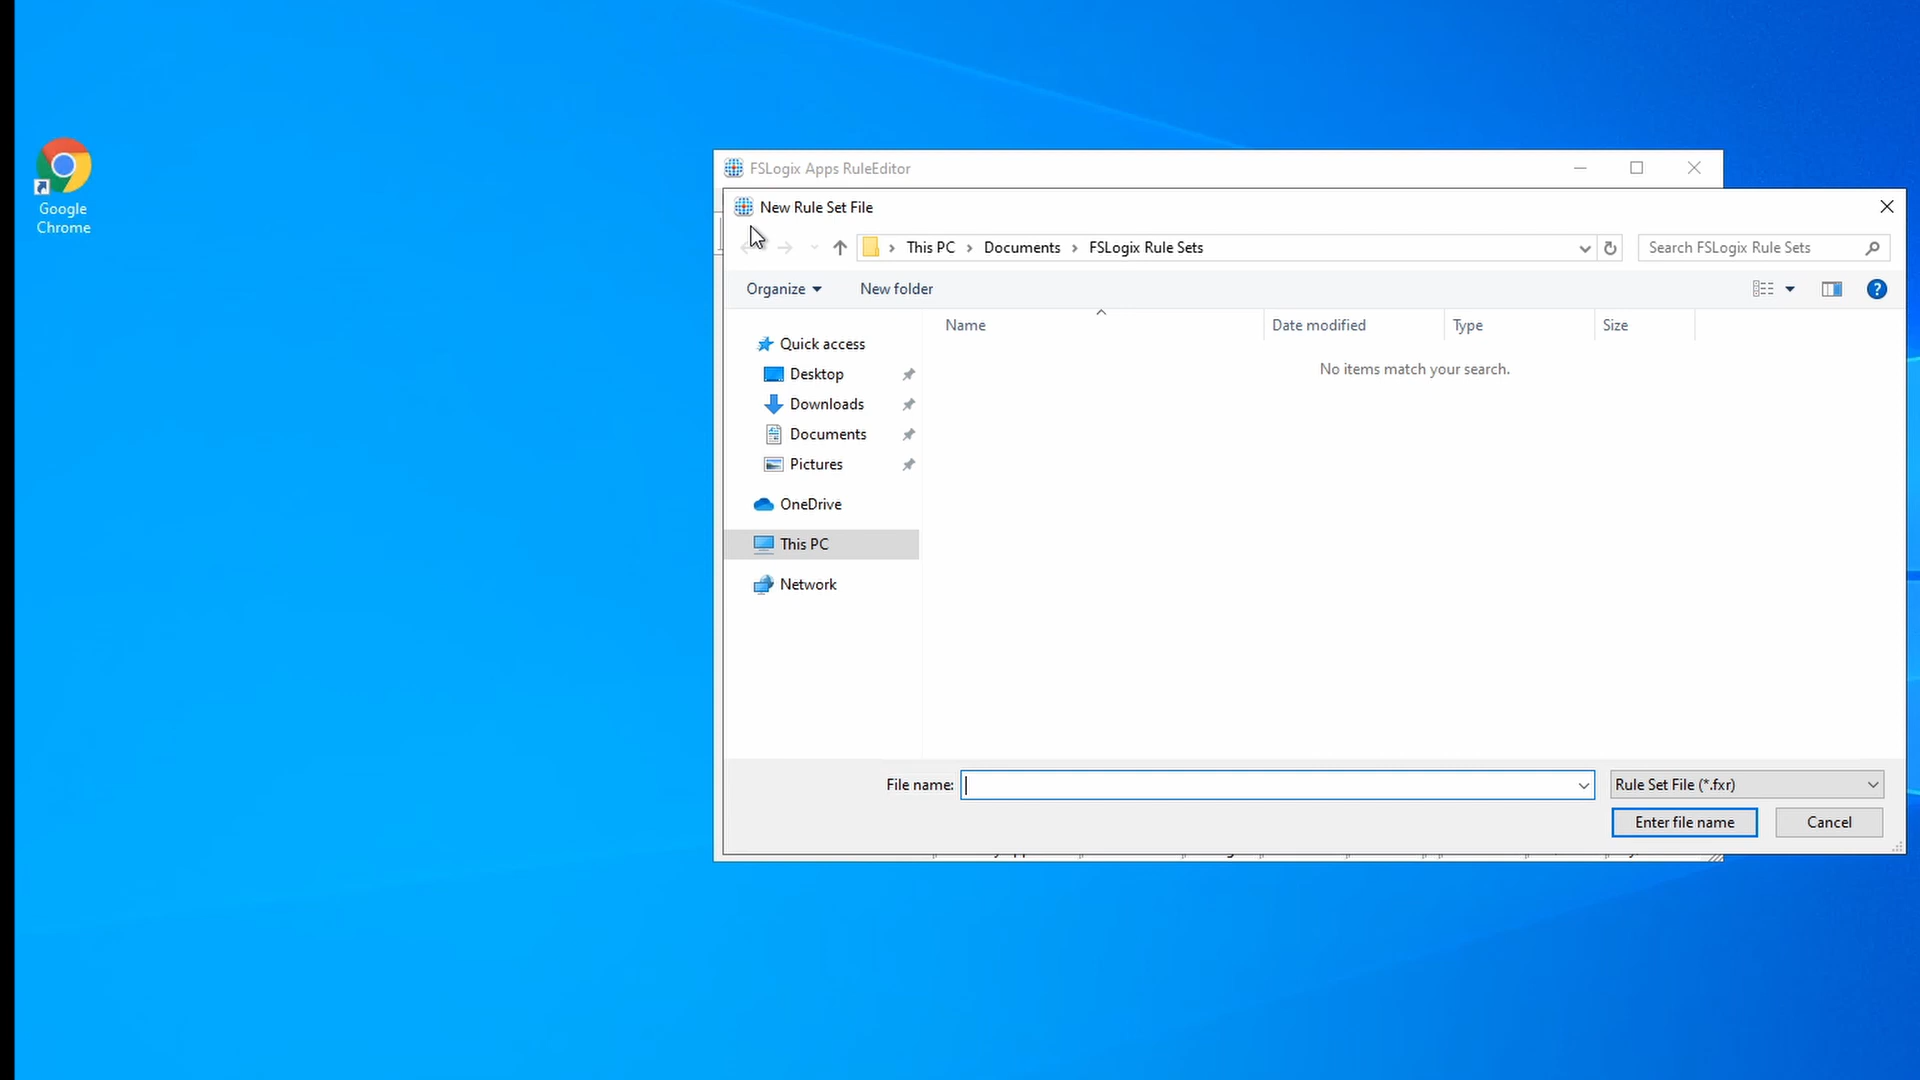 Google
Chrome
FSLogix Apps RuleEditor
New Rule Set File
This PC
Documents
FSLogix Rule Sets
Search FSLogix Rule Sets
Organize
New folder
Name
Date modified
Type
Size
No items match your search.
Quick access
Desktop
Downloads
Documents
Pictures
OneDrive
This PC
Network
File name:
Rule Set File (*.fxr)
Enter file name
Cancel